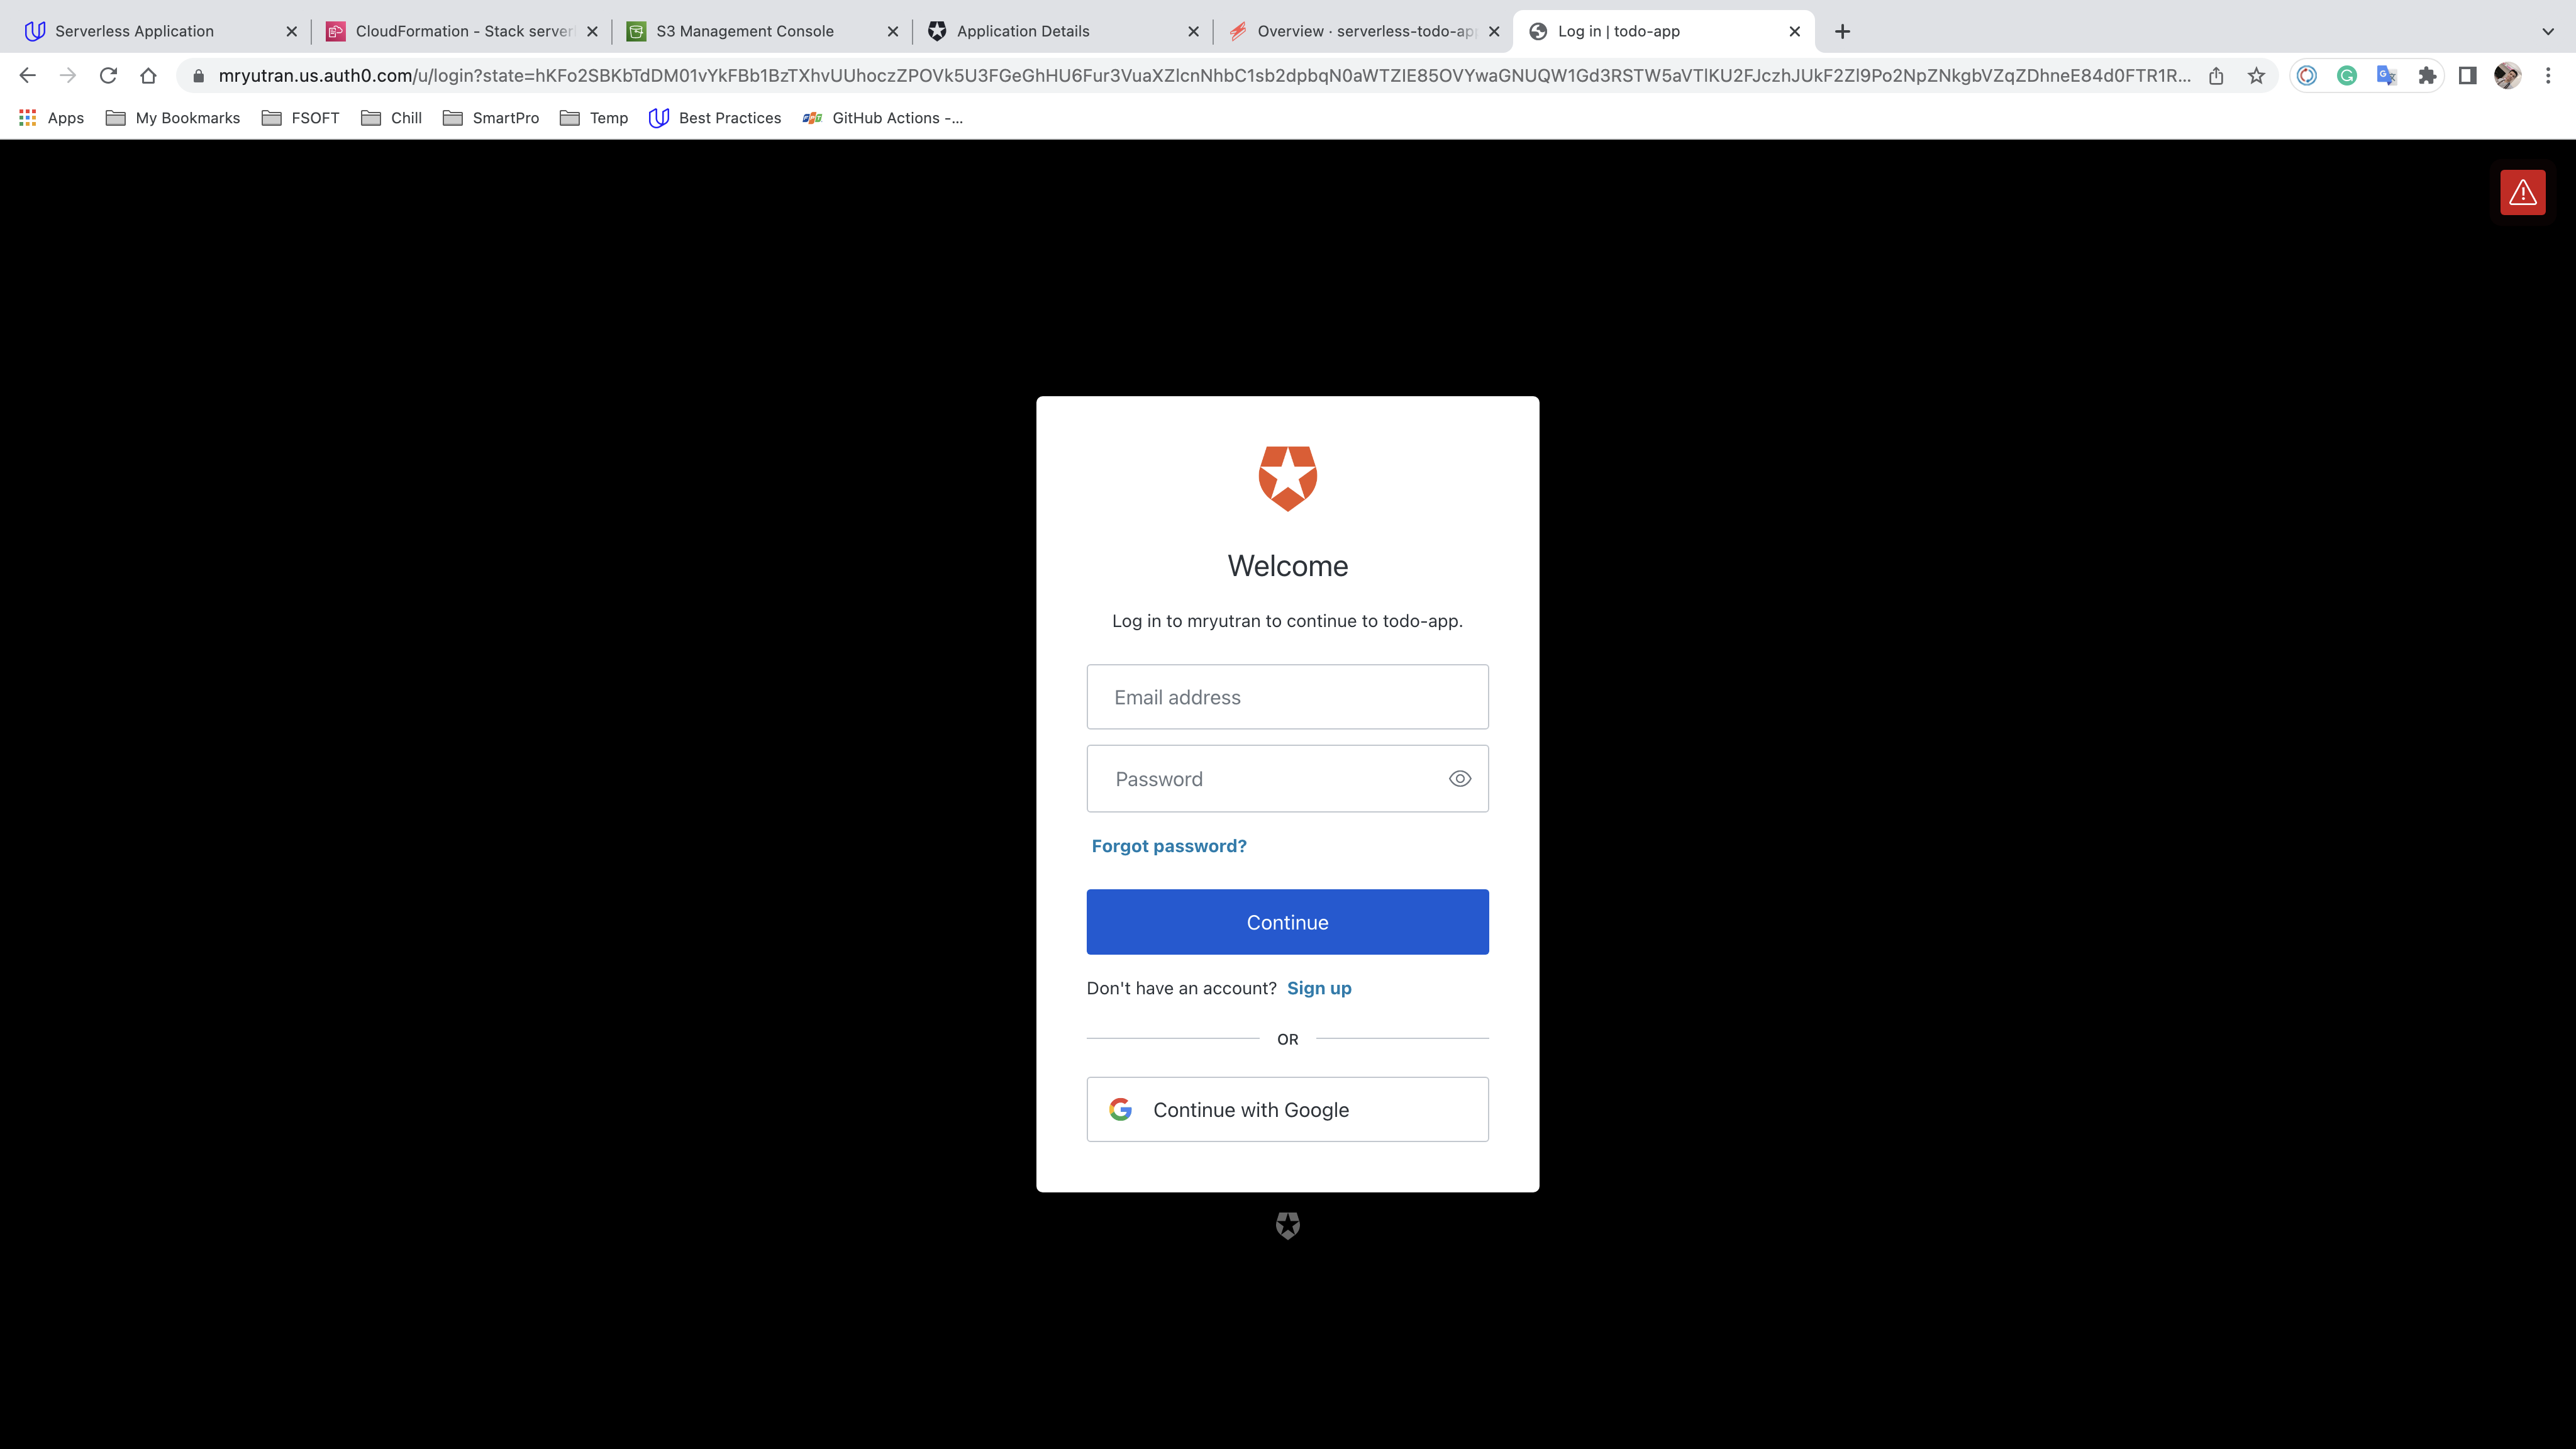 Serverless Application
CloudFormation - Stack server
S3 Management Console
Application Details
Overview · serverless-todo-ap
Log in | todo-app
mryutran.us.auth0.com/u/login?state=hKFo2SBKbTdDM01vYkFBb1BzTXhvUUhoczZPOVk5U3FGeGhHU6Fur3VuaXZlcnNhbC1sb2dpbqN0aWTZIE85OVYwaGNUQW1Gd3RSTW5aVTlKU2FJczhJUkF2Zl9Po2NpZNkgbVZqZDhneE84d0FTR1R...
Apps
My Bookmarks
FSOFT
Chill
SmartPro
Temp
Best Practices
GitHub Actions -...
Welcome
Log in to mryutran to continue to todo-app.
Email address
Password
Forgot password?
Continue
Don't have an account? Sign up
OR
Continue with Google